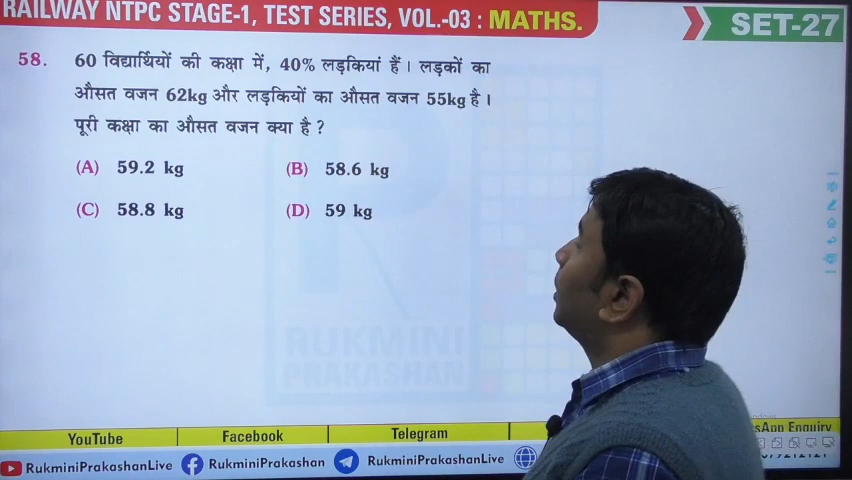 RAILWAY NTPC STAGE-1, TEST SERIES, VOL.-03 : MATHS.
SET-27
58. 60 विद्यार्थियों की कक्षा में, 40% लड़कियां हैं। लड़कों का
औसत वजन 62kg और लड़कियों का औसत वजन 55kg है।
पूरी कक्षा का औसत वजन क्या है ?
(A) 59.2 kg (B) 58.6 kg
(C) 58.8 kg (D) 59 kg
RUKMINI
PRAKASHAN
YouTube Facebook Telegram
RukminiPrakashanLive RukminiPrakashan RukminiPrakashanLive